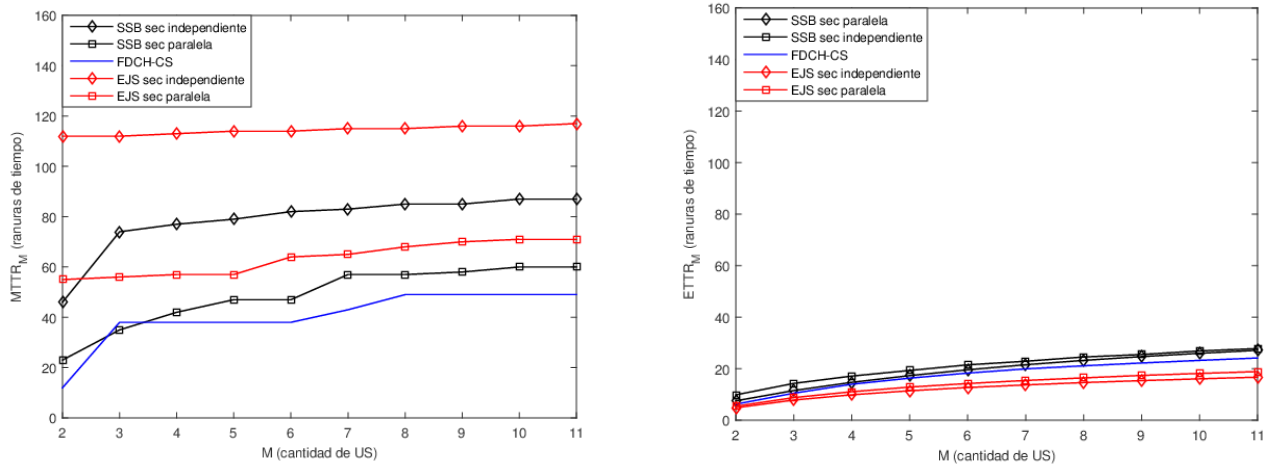 160
140
120
100
80
60
40
20
0
MTTR_M (ranuras de tiempo)
SSB sec independiente
SSB sec paralela
FDCH-CS
EJS sec independiente
EJS sec paralela
2 3 4 5 6 7 8 9 10 11
M (cantidad de US)
160
140
120
100
80
60
40
20
0
ETTR_M (ranuras de tiempo)
SSB sec paralela
SSB sec independiente
FDCH-CS
EJS sec independiente
EJS sec paralela
2 3 4 5 6 7 8 9 10 11
M (cantidad de US)